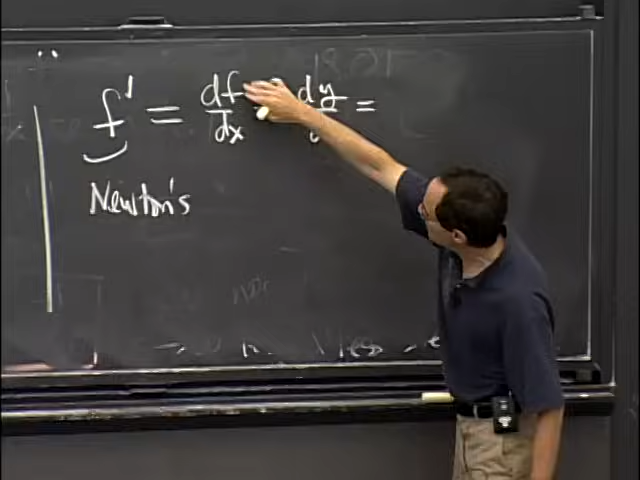 f' = df/dx = dy/ =
Newton's